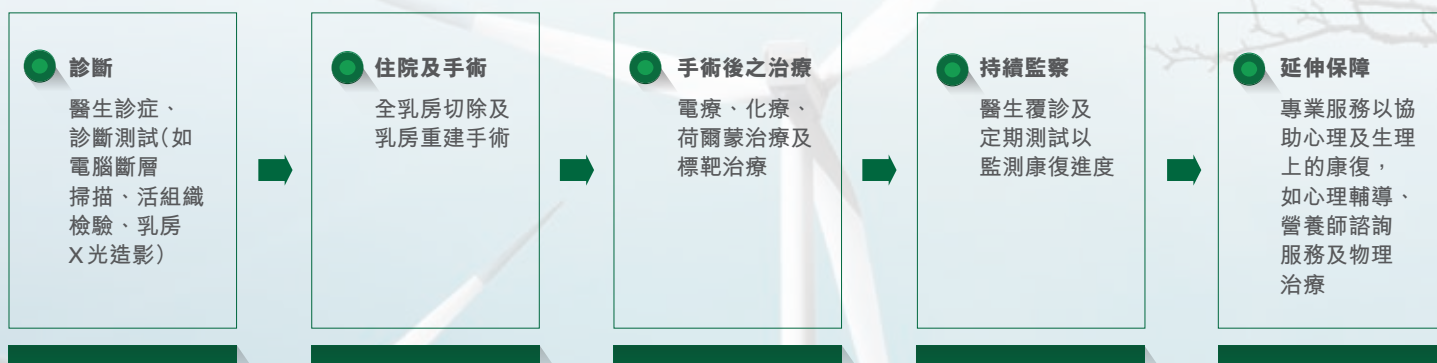 診斷
醫生診症、
診斷測試（如
電腦斷層
掃描、活組織
檢驗、乳房
X光造影）
住院及手術
全乳房切除及
乳房重建手術
手術後之治療
電療、化療、
荷爾蒙治療及
標靶治療
持續監察
醫生覆診及
定期測試以
監測康復進度
延伸保障
專業服務以協
助心理及生理
上的康復，
如心理輔導、
營養師諮詢
服務及物理
治療